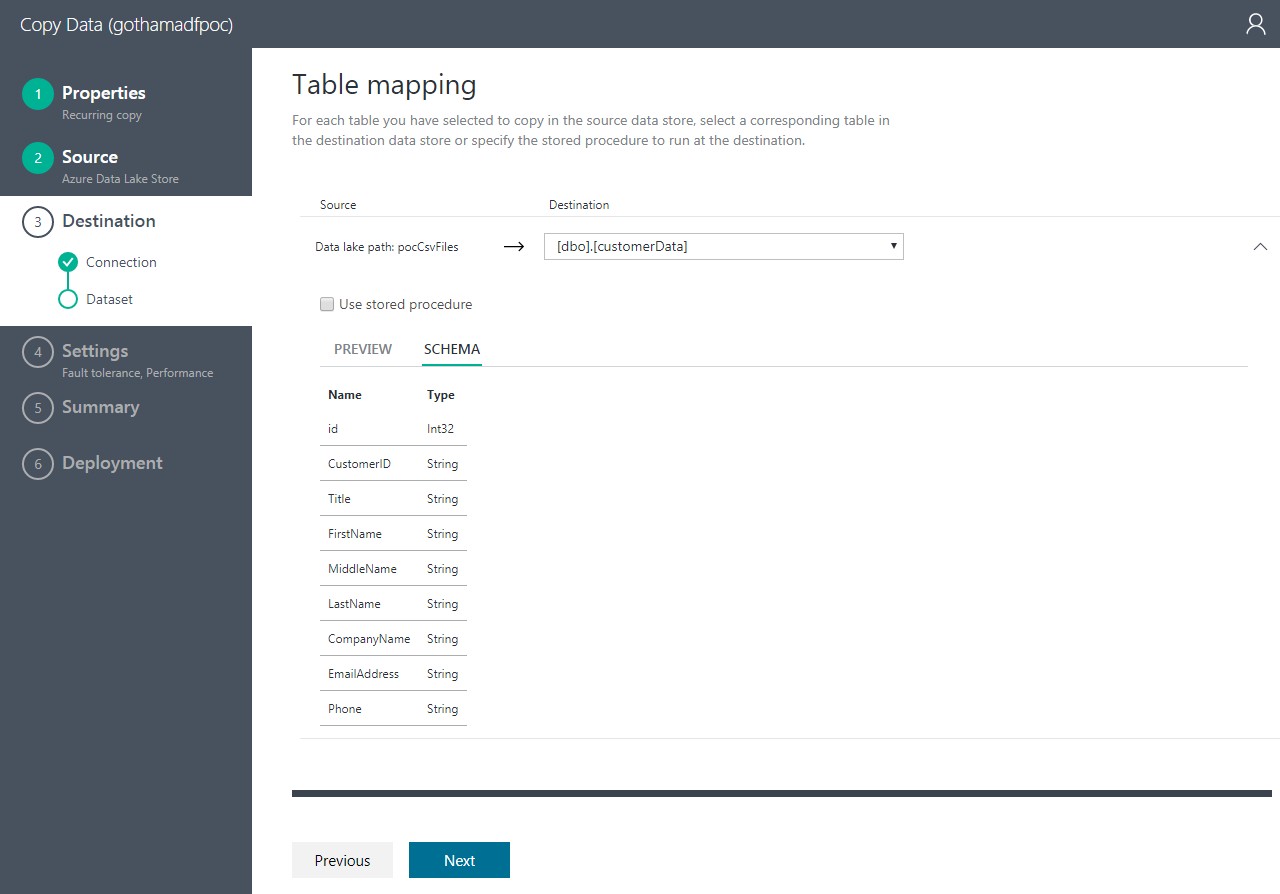 Copy Data (gothamadfpoc)
1 Properties
Recurring copy
2 Source
Azure Data Lake Store
3 Destination
Connection
Dataset
4 Settings
Fault tolerance, Performance
5 Summary
6 Deployment
Table mapping
For each table you have selected to copy in the source data store, select a corresponding table in
the destination data store or specify the stored procedure to run at the destination.
Source Destination
Data lake path: pocCsvFiles [dbo].[customerData]
Use stored procedure
PREVIEW SCHEMA
Name Type
id Int32
CustomerID String
Title String
FirstName String
MiddleName String
LastName String
CompanyName String
EmailAddress String
Phone String
Previous Next